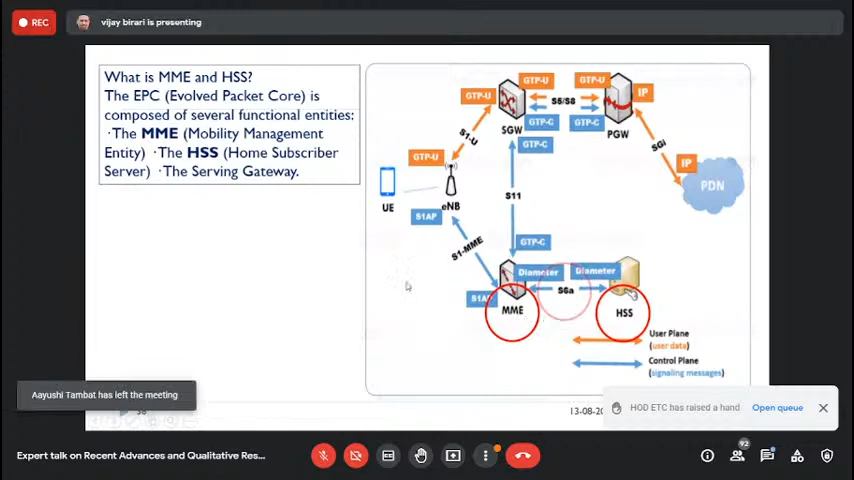 REC
vijay birari is presenting
What is MME and HSS?
The EPC (Evolved Packet Core) is
composed of several functional entities:
·The MME (Mobility Management
Entity) ·The HSS (Home Subscriber
Server) ·The Serving Gateway.
GTP-U
GTP-U
GTP-U
IP
S5/S8
GTP-C
GTP-C
SGW
PGW
GTP-C
S1-U
SGi
GTP-U
IP
PDN
UE
eNB
S11
S1AP
S1-MME
GTP-C
Diameter
Diameter
S6a
MME
HSS
User Plane
(user data)
Control Plane
(signaling messages)
Aayushi Tambat has left the meeting
HOD ETC has raised a hand
Open queue
92
Expert talk on Recent Advances and Qualitative Res...